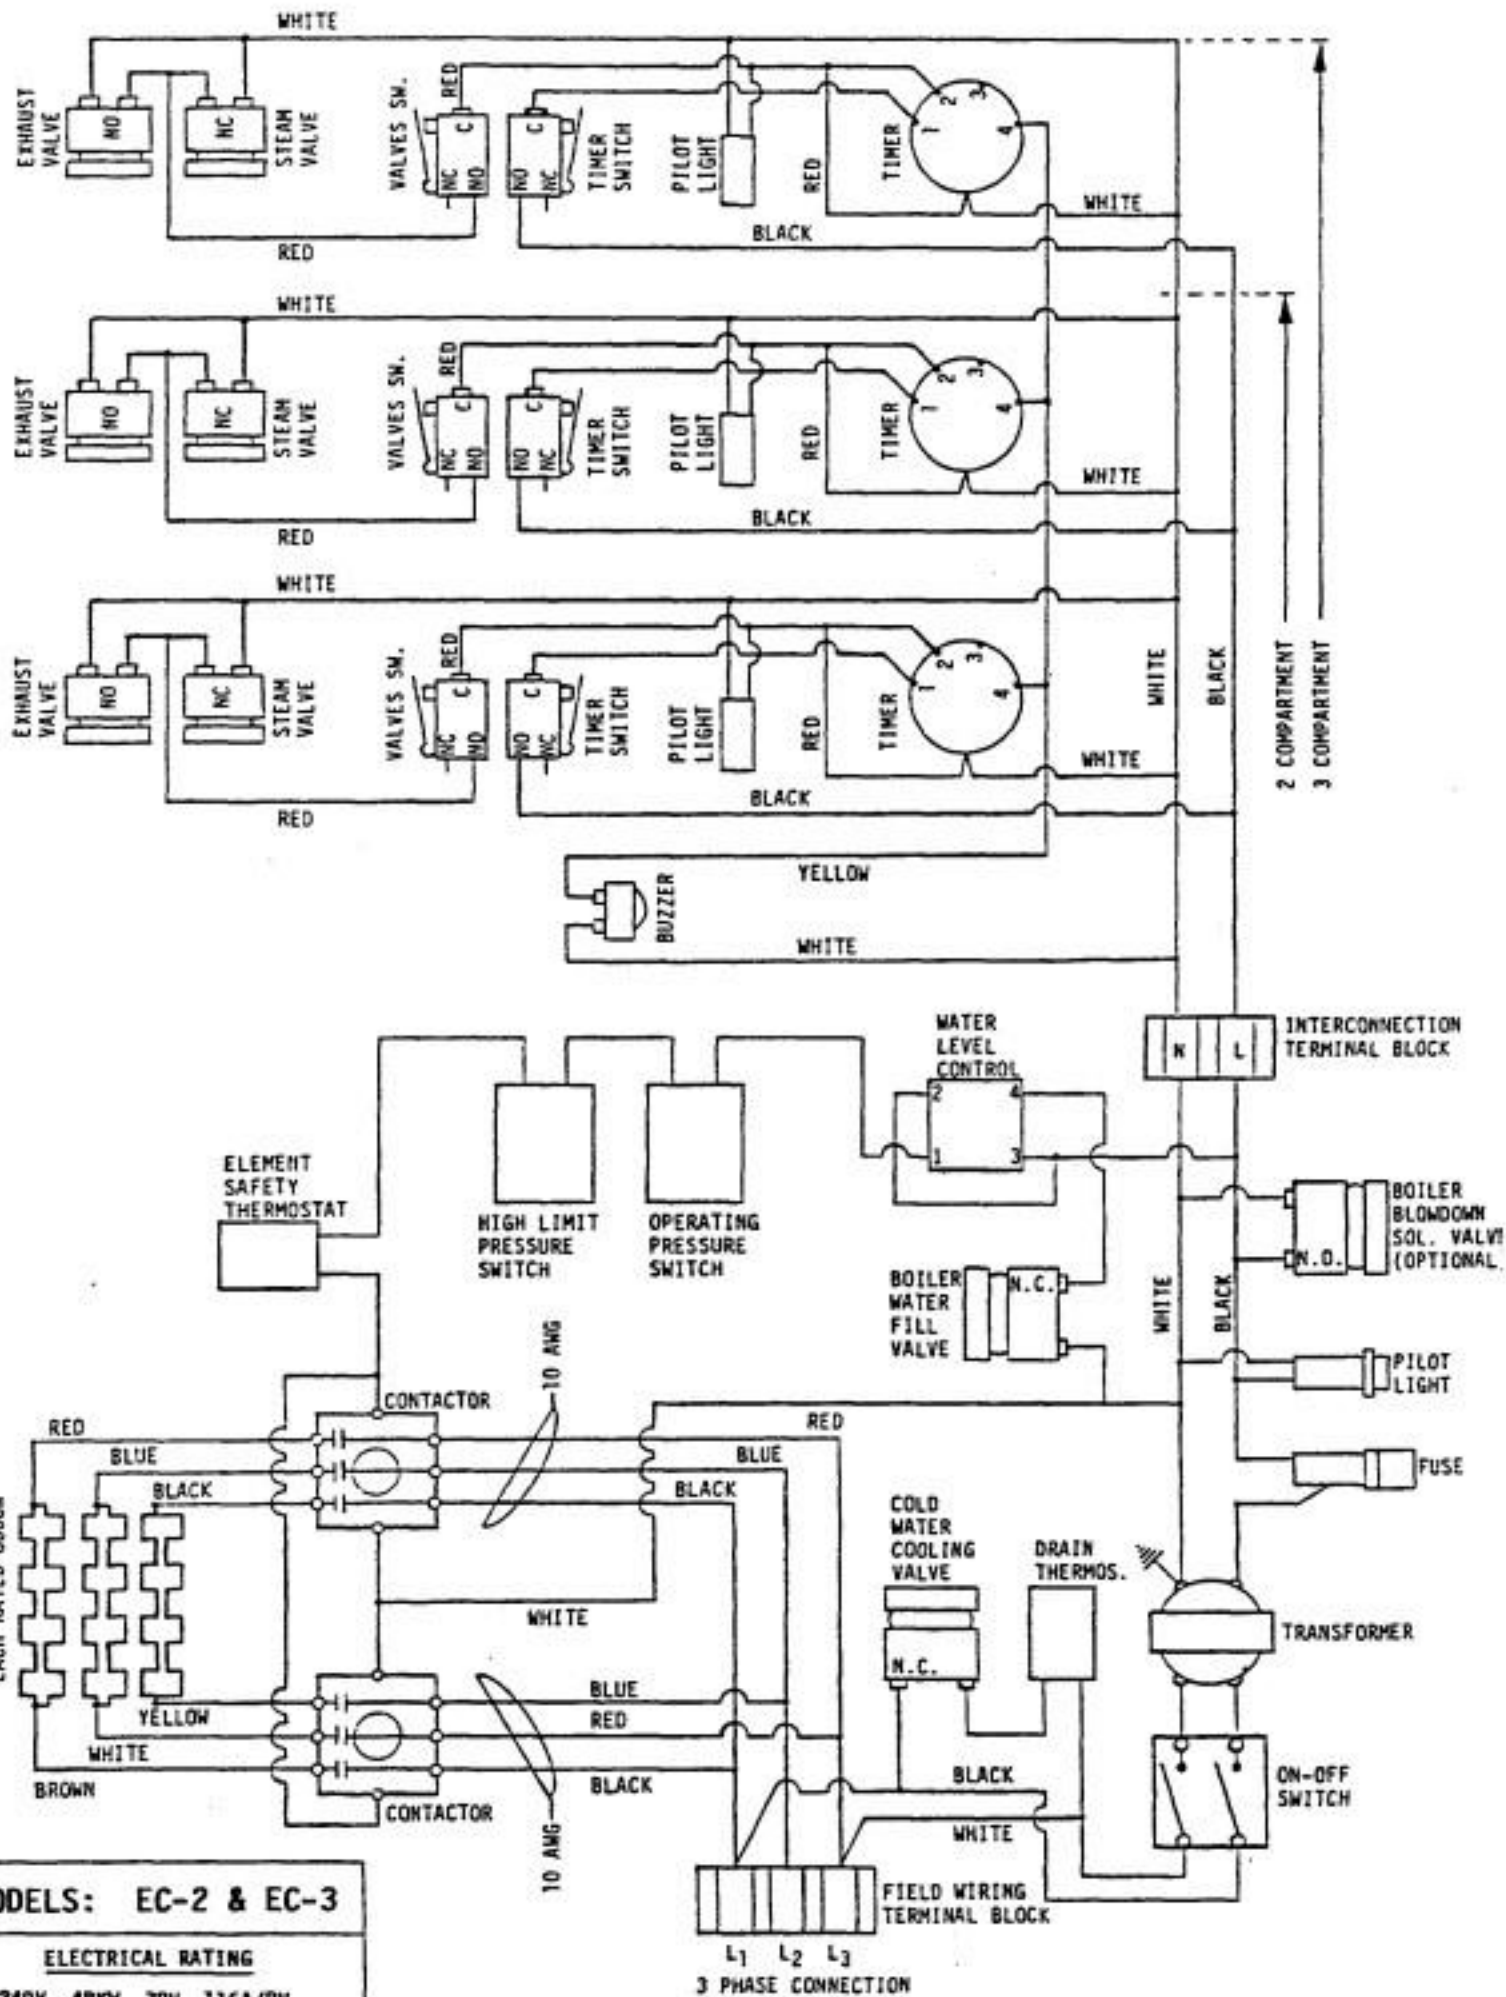 WHITE
EXHAUST
VALVE
NO
NC
STEAM
VALVE
VALVES SW.
RED
C
NC
NO
C
NO
NC
TIMER
SWITCH
PILOT
LIGHT
RED
TIMER
1
2
3
4
WHITE
BLACK
RED
WHITE
EXHAUST
VALVE
NO
NC
STEAM
VALVE
VALVES SW.
RED
C
NC
NO
C
NO
NC
TIMER
SWITCH
PILOT
LIGHT
RED
TIMER
1
2
3
4
WHITE
BLACK
RED
WHITE
EXHAUST
VALVE
NO
NC
STEAM
VALVE
VALVES SW.
RED
C
NC
NO
C
NO
NC
TIMER
SWITCH
PILOT
LIGHT
RED
TIMER
1
2
3
4
WHITE
BLACK
RED
WHITE
BLACK
2 COMPARTMENT
3 COMPARTMENT
YELLOW
BUZZER
WHITE
INTERCONNECTION
TERMINAL BLOCK
N
L
WATER
LEVEL
CONTROL
2
4
1
3
ELEMENT
SAFETY
THERMOSTAT
HIGH LIMIT
PRESSURE
SWITCH
OPERATING
PRESSURE
SWITCH
BOILER
BLOWDOWN
SOL. VALV
(OPTIONAL
N.O.
BOILER
WATER
FILL
VALVE
N.C.
WHITE
BLACK
PILOT
LIGHT
FUSE
10 AWG
CONTACTOR
RED
BLUE
BLACK
RED
BLUE
BLACK
COLD
WATER
COOLING
VALVE
N.C.
DRAIN
THERMOS.
TRANSFORMER
WHITE
YELLOW
WHITE
BROWN
BLUE
RED
BLACK
CONTACTOR
10 AWG
BLACK
WHITE
ON-OFF
SWITCH
FIELD WIRING
TERMINAL BLOCK
L1 L2 L3
3 PHASE CONNECTION
ODELS: EC-2 & EC-3
ELECTRICAL RATING